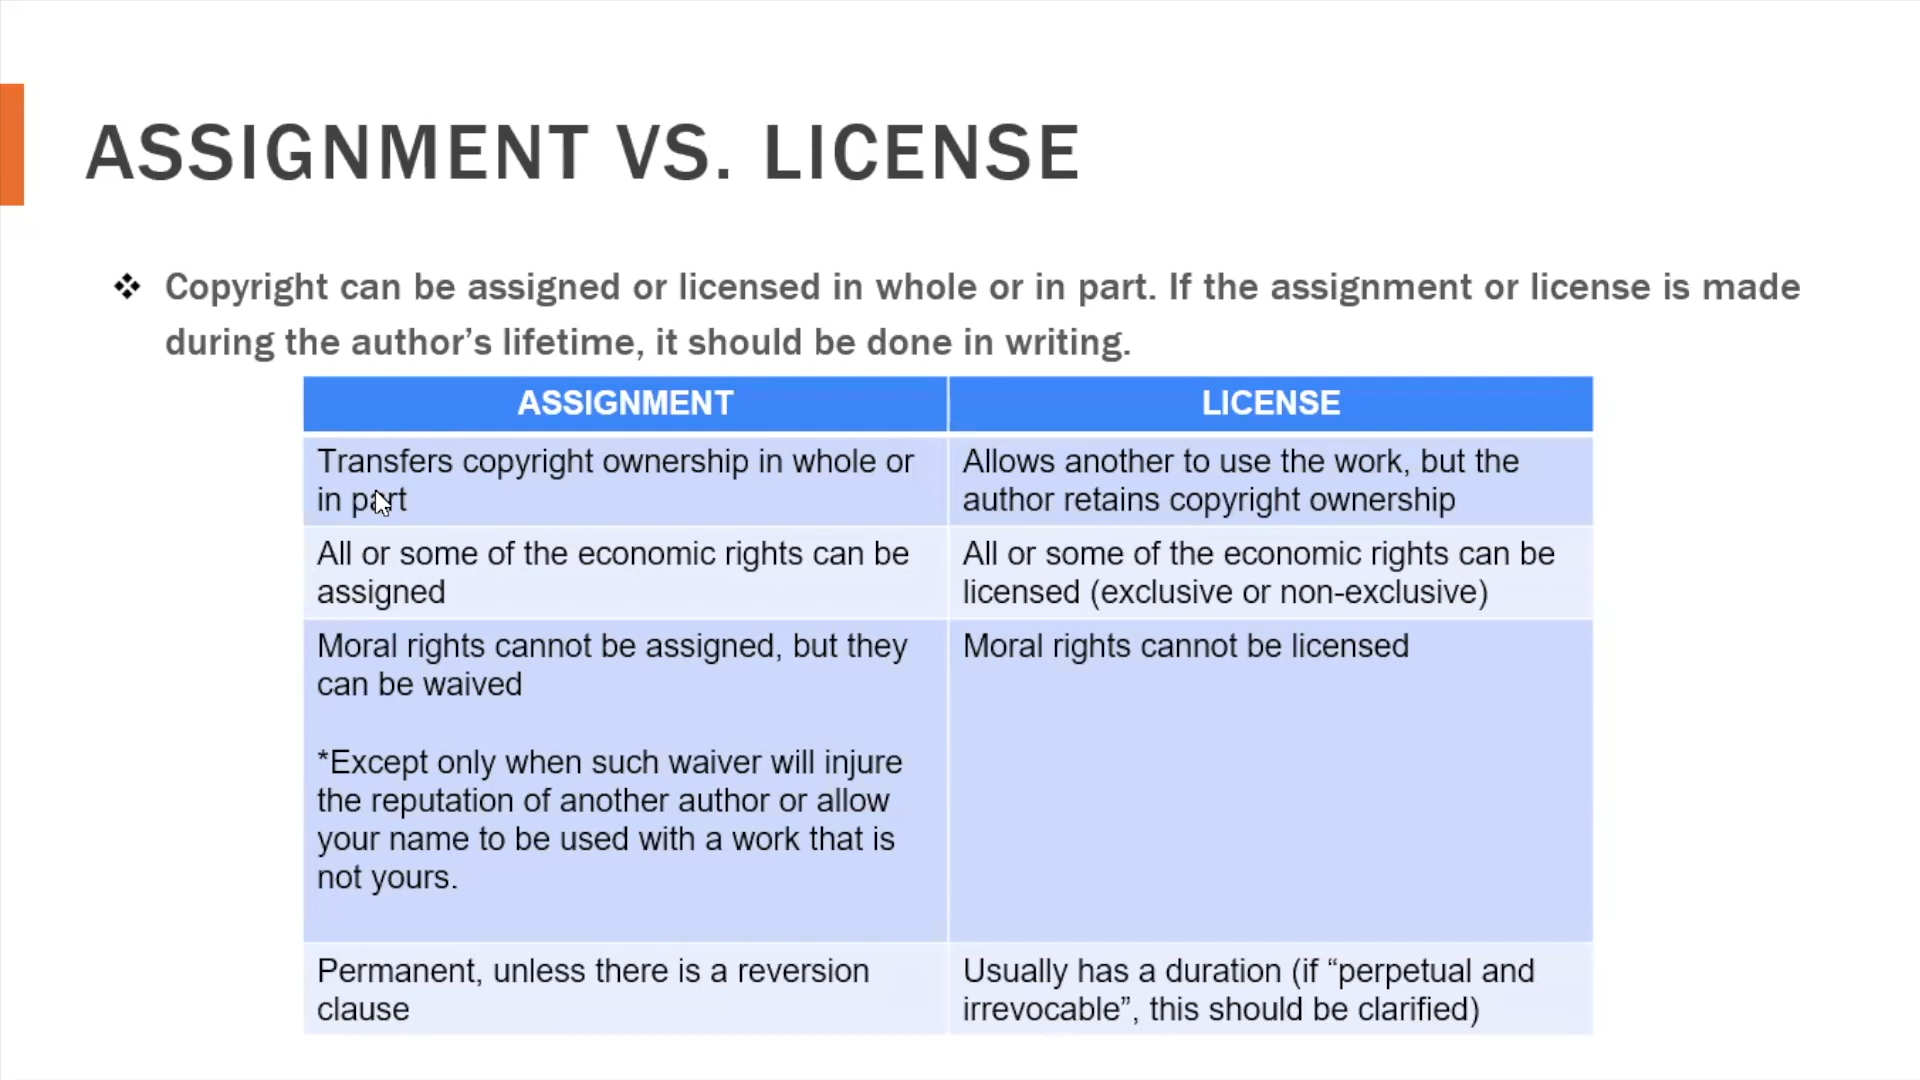 ASSIGNMENT VS. LICENSE
Copyright can be assigned or licensed in whole or in part. If the assignment or license is made
during the author’s lifetime, it should be done in writing.
ASSIGNMENT
LICENSE
Transfers copyright ownership in whole or
in part
Allows another to use the work, but the
author retains copyright ownership
All or some of the economic rights can be
assigned
All or some of the economic rights can be
licensed (exclusive or non-exclusive)
Moral rights cannot be assigned, but they
can be waived
*Except only when such waiver will injure
the reputation of another author or allow
your name to be used with a work that is
not yours.
Moral rights cannot be licensed
Permanent, unless there is a reversion
clause
Usually has a duration (if “perpetual and
irrevocable”, this should be clarified)